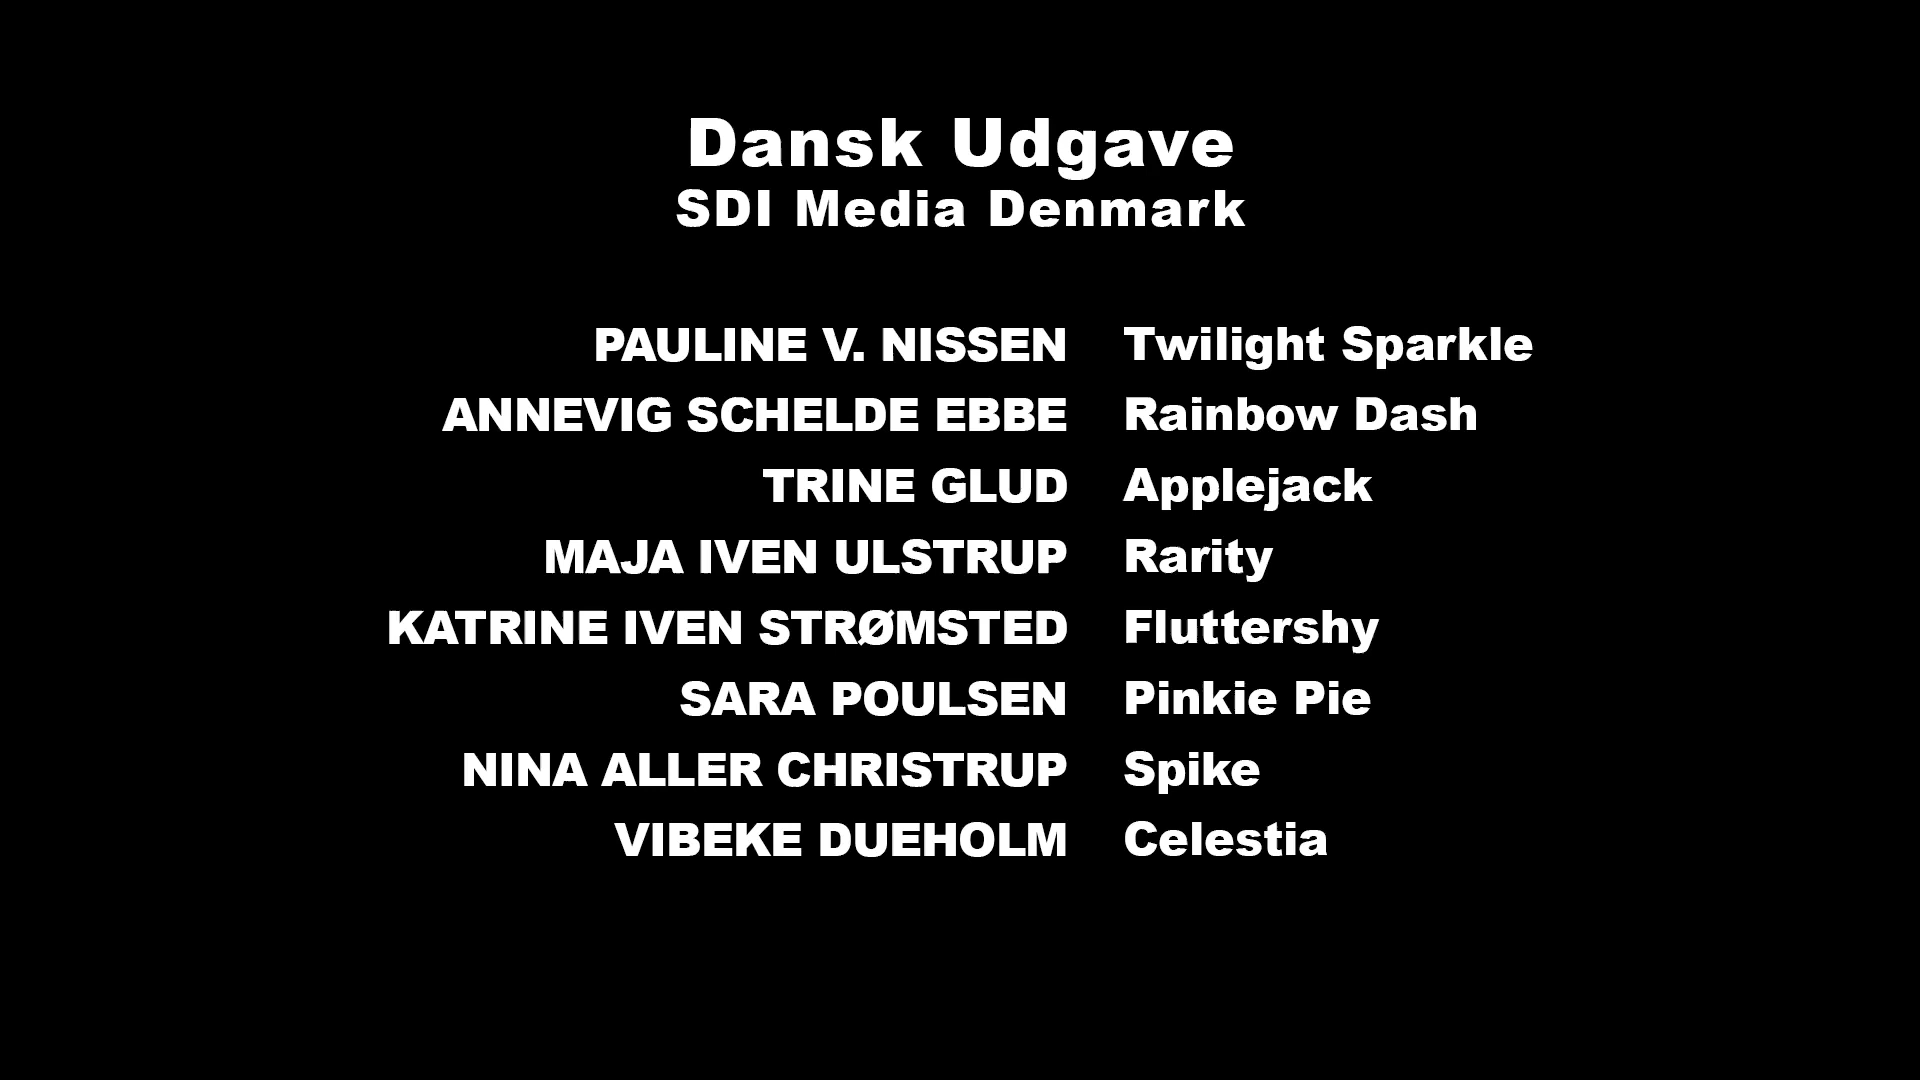 Dansk Udgave
SDI Media Denmark
PAULINE V. NISSEN Twilight Sparkle
ANNEVIG SCHELDE EBBE Rainbow Dash
TRINE GLUD Applejack
MAJA IVEN ULSTRUP Rarity
KATRINE IVEN STRØMSTED Fluttershy
SARA POULSEN Pinkie Pie
NINA ALLER CHRISTRUP Spike
VIBEKE DUEHOLM Celestia